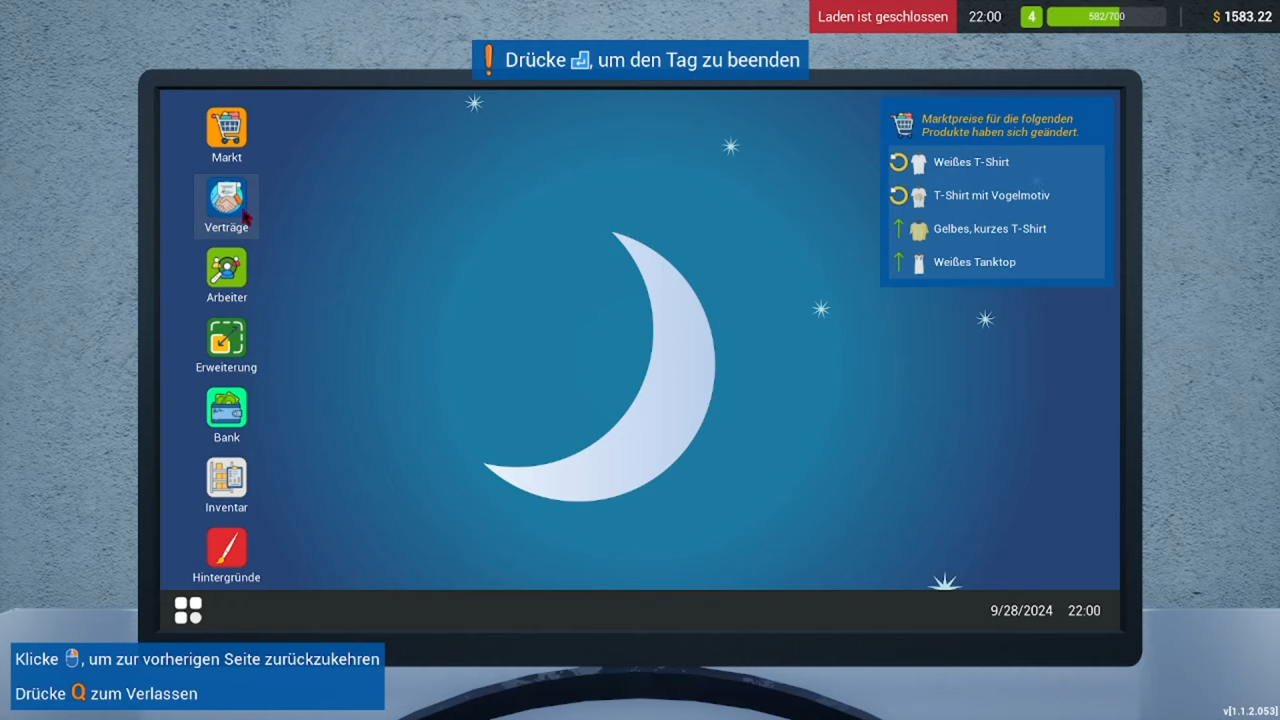 Laden ist geschlossen
22:00
4
582/700
$ 1583.22
Drücke , um den Tag zu beenden
Markt
Verträge
Arbeiter
Erweiterung
Bank
Inventar
Hintergründe
Marktpreise für die folgenden
Produkte haben sich geändert.
Weißes T-Shirt
T-Shirt mit Vogelmotiv
Gelbes, kurzes T-Shirt
Weißes Tanktop
9/28/2024 22:00
Klicke , um zur vorherigen Seite zurückzukehren
Drücke Q zum Verlassen
v[1.1.2.053]